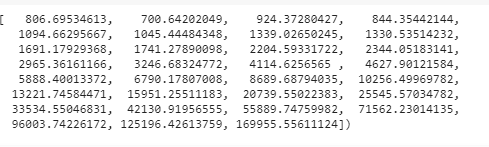 [   806.69534613,    700.64202049,    924.37280427,    844.35442144,
1094.66295667,   1045.44484348,   1339.02650245,   1330.53514232,
1691.17929368,   1741.27890098,   2204.59331722,   2344.05183141,
2965.36161166,   3246.68324772,   4114.6256565 ,   4627.90121584,
5888.40013372,   6790.17807008,   8689.68794035,  10256.49969782,
13221.74584471,  15951.25511183,  20739.55022383,  25545.57034782,
33534.55046831,  42130.91956555,  55889.74759982,  71562.23014135,
96003.74226172, 125196.42613759, 169955.55611124])